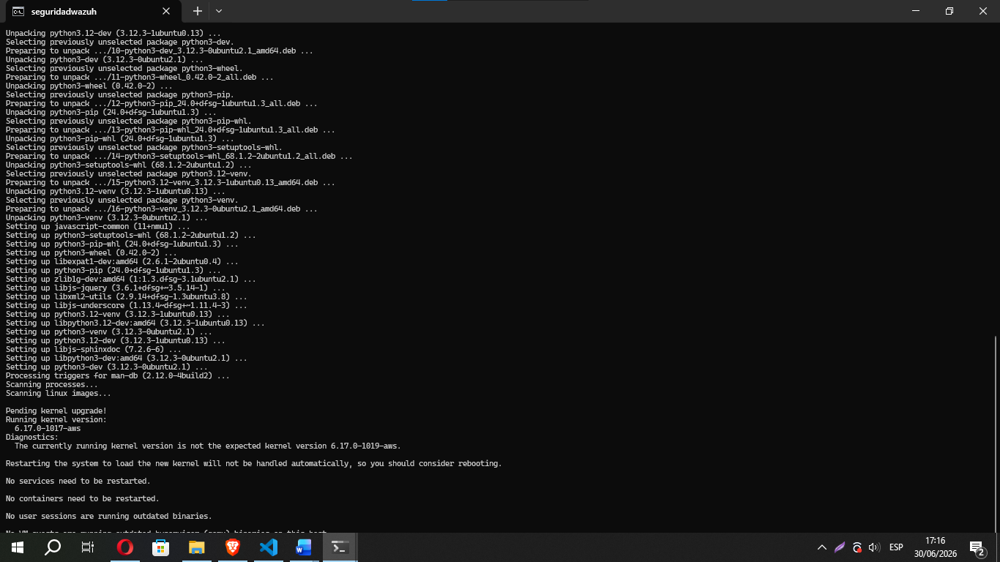 seguridadwazuh
Unpacking python3.12-dev (3.12.3-1ubuntu0.13) ...
Selecting previously unselected package python3-dev.
Preparing to unpack .../10-python3-dev_3.12.3-0ubuntu2.1_amd64.deb ...
Unpacking python3-dev (3.12.3-0ubuntu2.1) ...
Selecting previously unselected package python3-wheel.
Preparing to unpack .../11-python3-wheel_0.42.0-2_all.deb ...
Unpacking python3-wheel (0.42.0-2) ...
Selecting previously unselected package python3-pip.
Preparing to unpack .../12-python3-pip_24.0+dfsg-1ubuntu1.3_all.deb ...
Unpacking python3-pip (24.0+dfsg-1ubuntu1.3) ...
Selecting previously unselected package python3-pip-whl.
Preparing to unpack .../13-python3-pip-whl_24.0+dfsg-1ubuntu1.3_all.deb ...
Unpacking python3-pip-whl (24.0+dfsg-1ubuntu1.3) ...
Selecting previously unselected package python3-setuptools-whl.
Preparing to unpack .../14-python3-setuptools-whl_68.1.2-2ubuntu1.2_all.deb ...
Unpacking python3-setuptools-whl (68.1.2-2ubuntu1.2) ...
Selecting previously unselected package python3.12-venv.
Preparing to unpack .../15-python3.12-venv_3.12.3-1ubuntu0.13_amd64.deb ...
Unpacking python3.12-venv (3.12.3-1ubuntu0.13) ...
Selecting previously unselected package python3-venv.
Preparing to unpack .../16-python3-venv_3.12.3-0ubuntu2.1_amd64.deb ...
Unpacking python3-venv (3.12.3-0ubuntu2.1) ...
Setting up javascript-common (11+nmu1) ...
Setting up python3-setuptools-whl (68.1.2-2ubuntu1.2) ...
Setting up python3-pip-whl (24.0+dfsg-1ubuntu1.3) ...
Setting up python3-wheel (0.42.0-2) ...
Setting up libexpat1-dev:amd64 (2.6.1-2ubuntu0.4) ...
Setting up python3-pip (24.0+dfsg-1ubuntu1.3) ...
Setting up zlib1g-dev:amd64 (1:1.3.dfsg-3.1ubuntu2.1) ...
Setting up libjs-jquery (3.6.1+dfsg+~3.5.14-1) ...
Setting up libxml2-utils (2.9.14+dfsg-1.3ubuntu3.8) ...
Setting up libjs-underscore (1.13.4~dfsg+~1.11.4-3) ...
Setting up python3.12-venv (3.12.3-1ubuntu0.13) ...
Setting up libpython3.12-dev:amd64 (3.12.3-1ubuntu0.13) ...
Setting up python3-venv (3.12.3-0ubuntu2.1) ...
Setting up python3.12-dev (3.12.3-1ubuntu0.13) ...
Setting up libjs-sphinxdoc (7.2.6-6) ...
Setting up libpython3-dev:amd64 (3.12.3-0ubuntu2.1) ...
Setting up python3-dev (3.12.3-0ubuntu2.1) ...
Processing triggers for man-db (2.12.0-4build2) ...
Scanning processes...
Scanning linux images...
Pending kernel upgrade!
Running kernel version:
6.17.0-1017-aws
Diagnostics:
The currently running kernel version is not the expected kernel version 6.17.0-1019-aws.
Restarting the system to load the new kernel will not be handled automatically, so you should consider rebooting.
No services need to be restarted.
No containers need to be restarted.
No user sessions are running outdated binaries.
ESP
17:16
30/06/2026
2